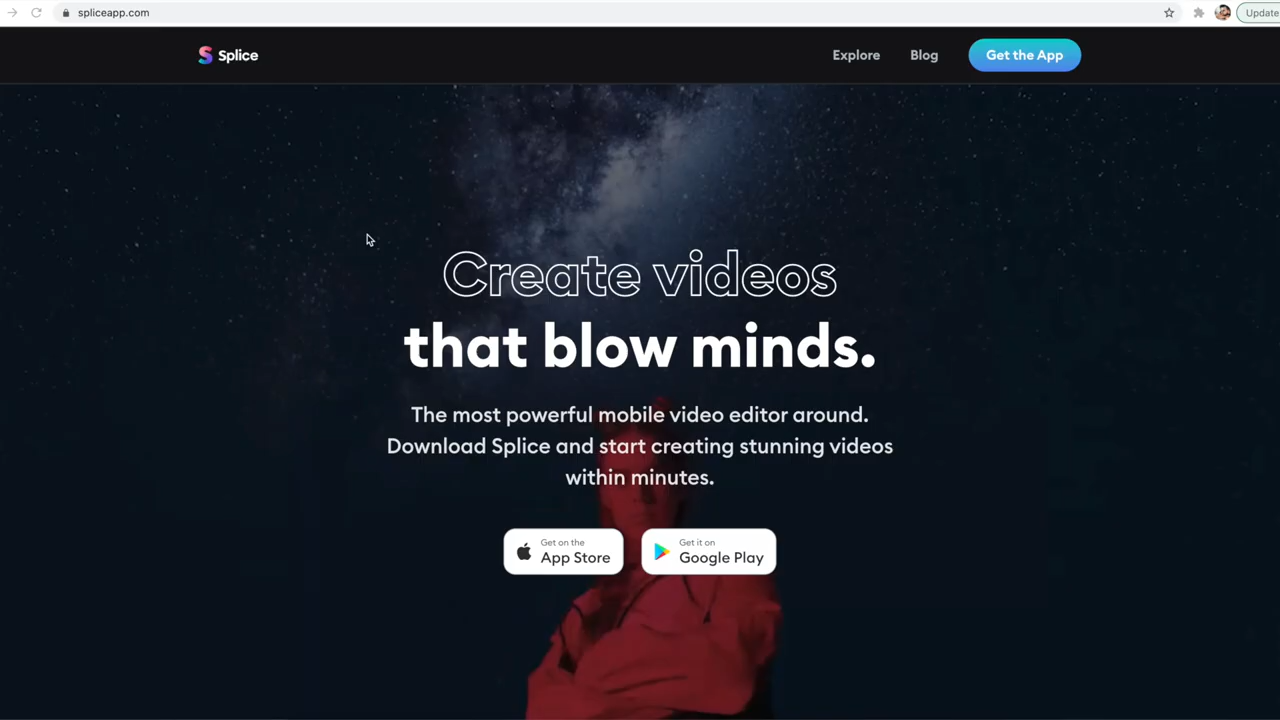 spliceapp.com
Update
Splice
Explore
Blog
Get the App
Create videos
that blow minds.
The most powerful mobile video editor around.
Download Splice and start creating stunning videos
within minutes.
Get on the
App Store
Get it on
Google Play